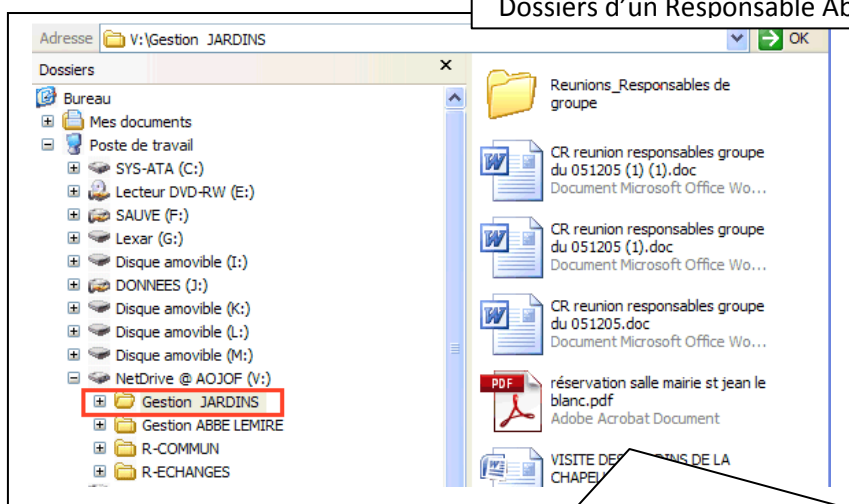 Dossiers d'un Responsable
Adresse V:\Gestion JARDINS OK
Dossiers x
Bureau
Mes documents
Poste de travail
SYS-ATA (C:)
Lecteur DVD-RW (E:)
SAUVE (F:)
Lexar (G:)
Disque amovible (I:)
DONNEES (J:)
Disque amovible (K:)
Disque amovible (L:)
Disque amovible (M:)
NetDrive @ AOJOF (V:)
Gestion JARDINS
Gestion ABBE LEMIRE
R-COMMUN
R-ECHANGES
Reunions_Responsables de
groupe
CR reunion responsables groupe
du 051205 (1) (1).doc
Document Microsoft Office Wo...
CR reunion responsables groupe
du 051205 (1).doc
Document Microsoft Office Wo...
CR reunion responsables groupe
du 051205.doc
Document Microsoft Office Wo...
PDF
réservation salle mairie st jean le
blanc.pdf
Adobe Acrobat Document
VISITE DE LA